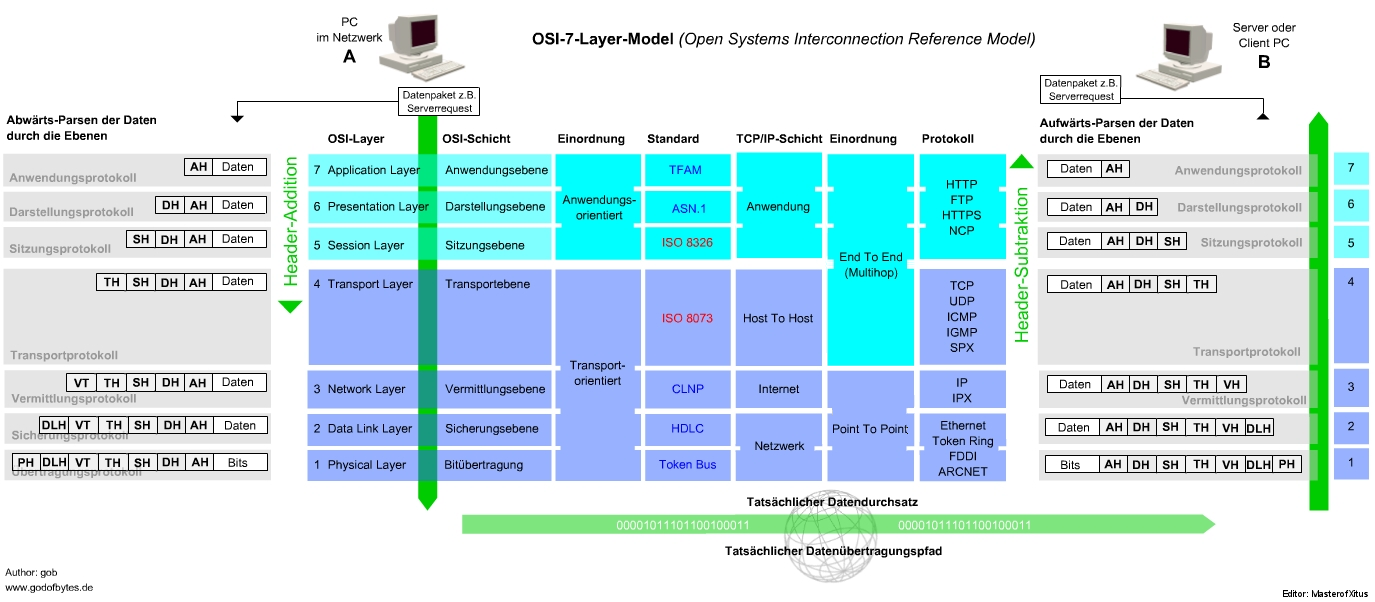 PC
im Netzwerk
A
OSI-7-Layer-Model (Open Systems Interconnection Reference Model)
Server oder
Client PC
B
Datenpaket z.B.
Serverrequest
Datenpaket z.B.
Serverrequest
Abwärts-Parsen der Daten
durch die Ebenen
OSI-Layer
OSI-Schicht
Einordnung
Standard
TCP/IP-Schicht
Einordnung
Protokoll
Aufwärts-Parsen der Daten
durch die Ebenen
Anwendungsprotokoll
AH Daten
Darstellungsprotokoll
DH AH Daten
Sitzungsprotokoll
SH DH AH Daten
TH SH DH AH Daten
Transportprotokoll
VT TH SH DH AH Daten
Vermittlungsprotokoll
DLH VT TH SH DH AH Daten
Sicherungsprotokoll
PH DLH VT TH SH DH AH Bits
Übertragungsprotokoll
Header-Addition
7 Application Layer
6 Presentation Layer
5 Session Layer
4 Transport Layer
3 Network Layer
2 Data Link Layer
1 Physical Layer
Anwendungsebene
Darstellungsebene
Sitzungsebene
Transportebene
Vermittlungsebene
Sicherungsebene
Bitübertragung
Anwendungs-
orientiert
Transport-
orientiert
TFAM
ASN.1
ISO 8326
ISO 8073
CLNP
HDLC
Token Bus
Anwendung
Host To Host
Internet
Netzwerk
End To End
(Multihop)
Point To Point
HTTP
FTP
HTTPS
NCP
TCP
UDP
ICMP
IGMP
SPX
IP
IPX
Ethernet
Token Ring
FDDI
ARCNET
Header-Subtraktion
Daten AH
Anwendungsprotokoll
7
Daten AH DH
Darstellungsprotokoll
6
Daten AH DH SH
Sitzungsprotokoll
5
Daten AH DH SH TH
4
Transportprotokoll
Daten AH DH SH TH VH
3
Vermittlungsprotokoll
Daten AH DH SH TH VH DLH
2
Bits AH DH SH TH VH DLH PH
1
Tatsächlicher Datendurchsatz
00001011101100100011
00001011101100100011
Tatsächlicher Datenübertragungspfad
Author: gob
www.godofbytes.de
Editor: MasterofXitus